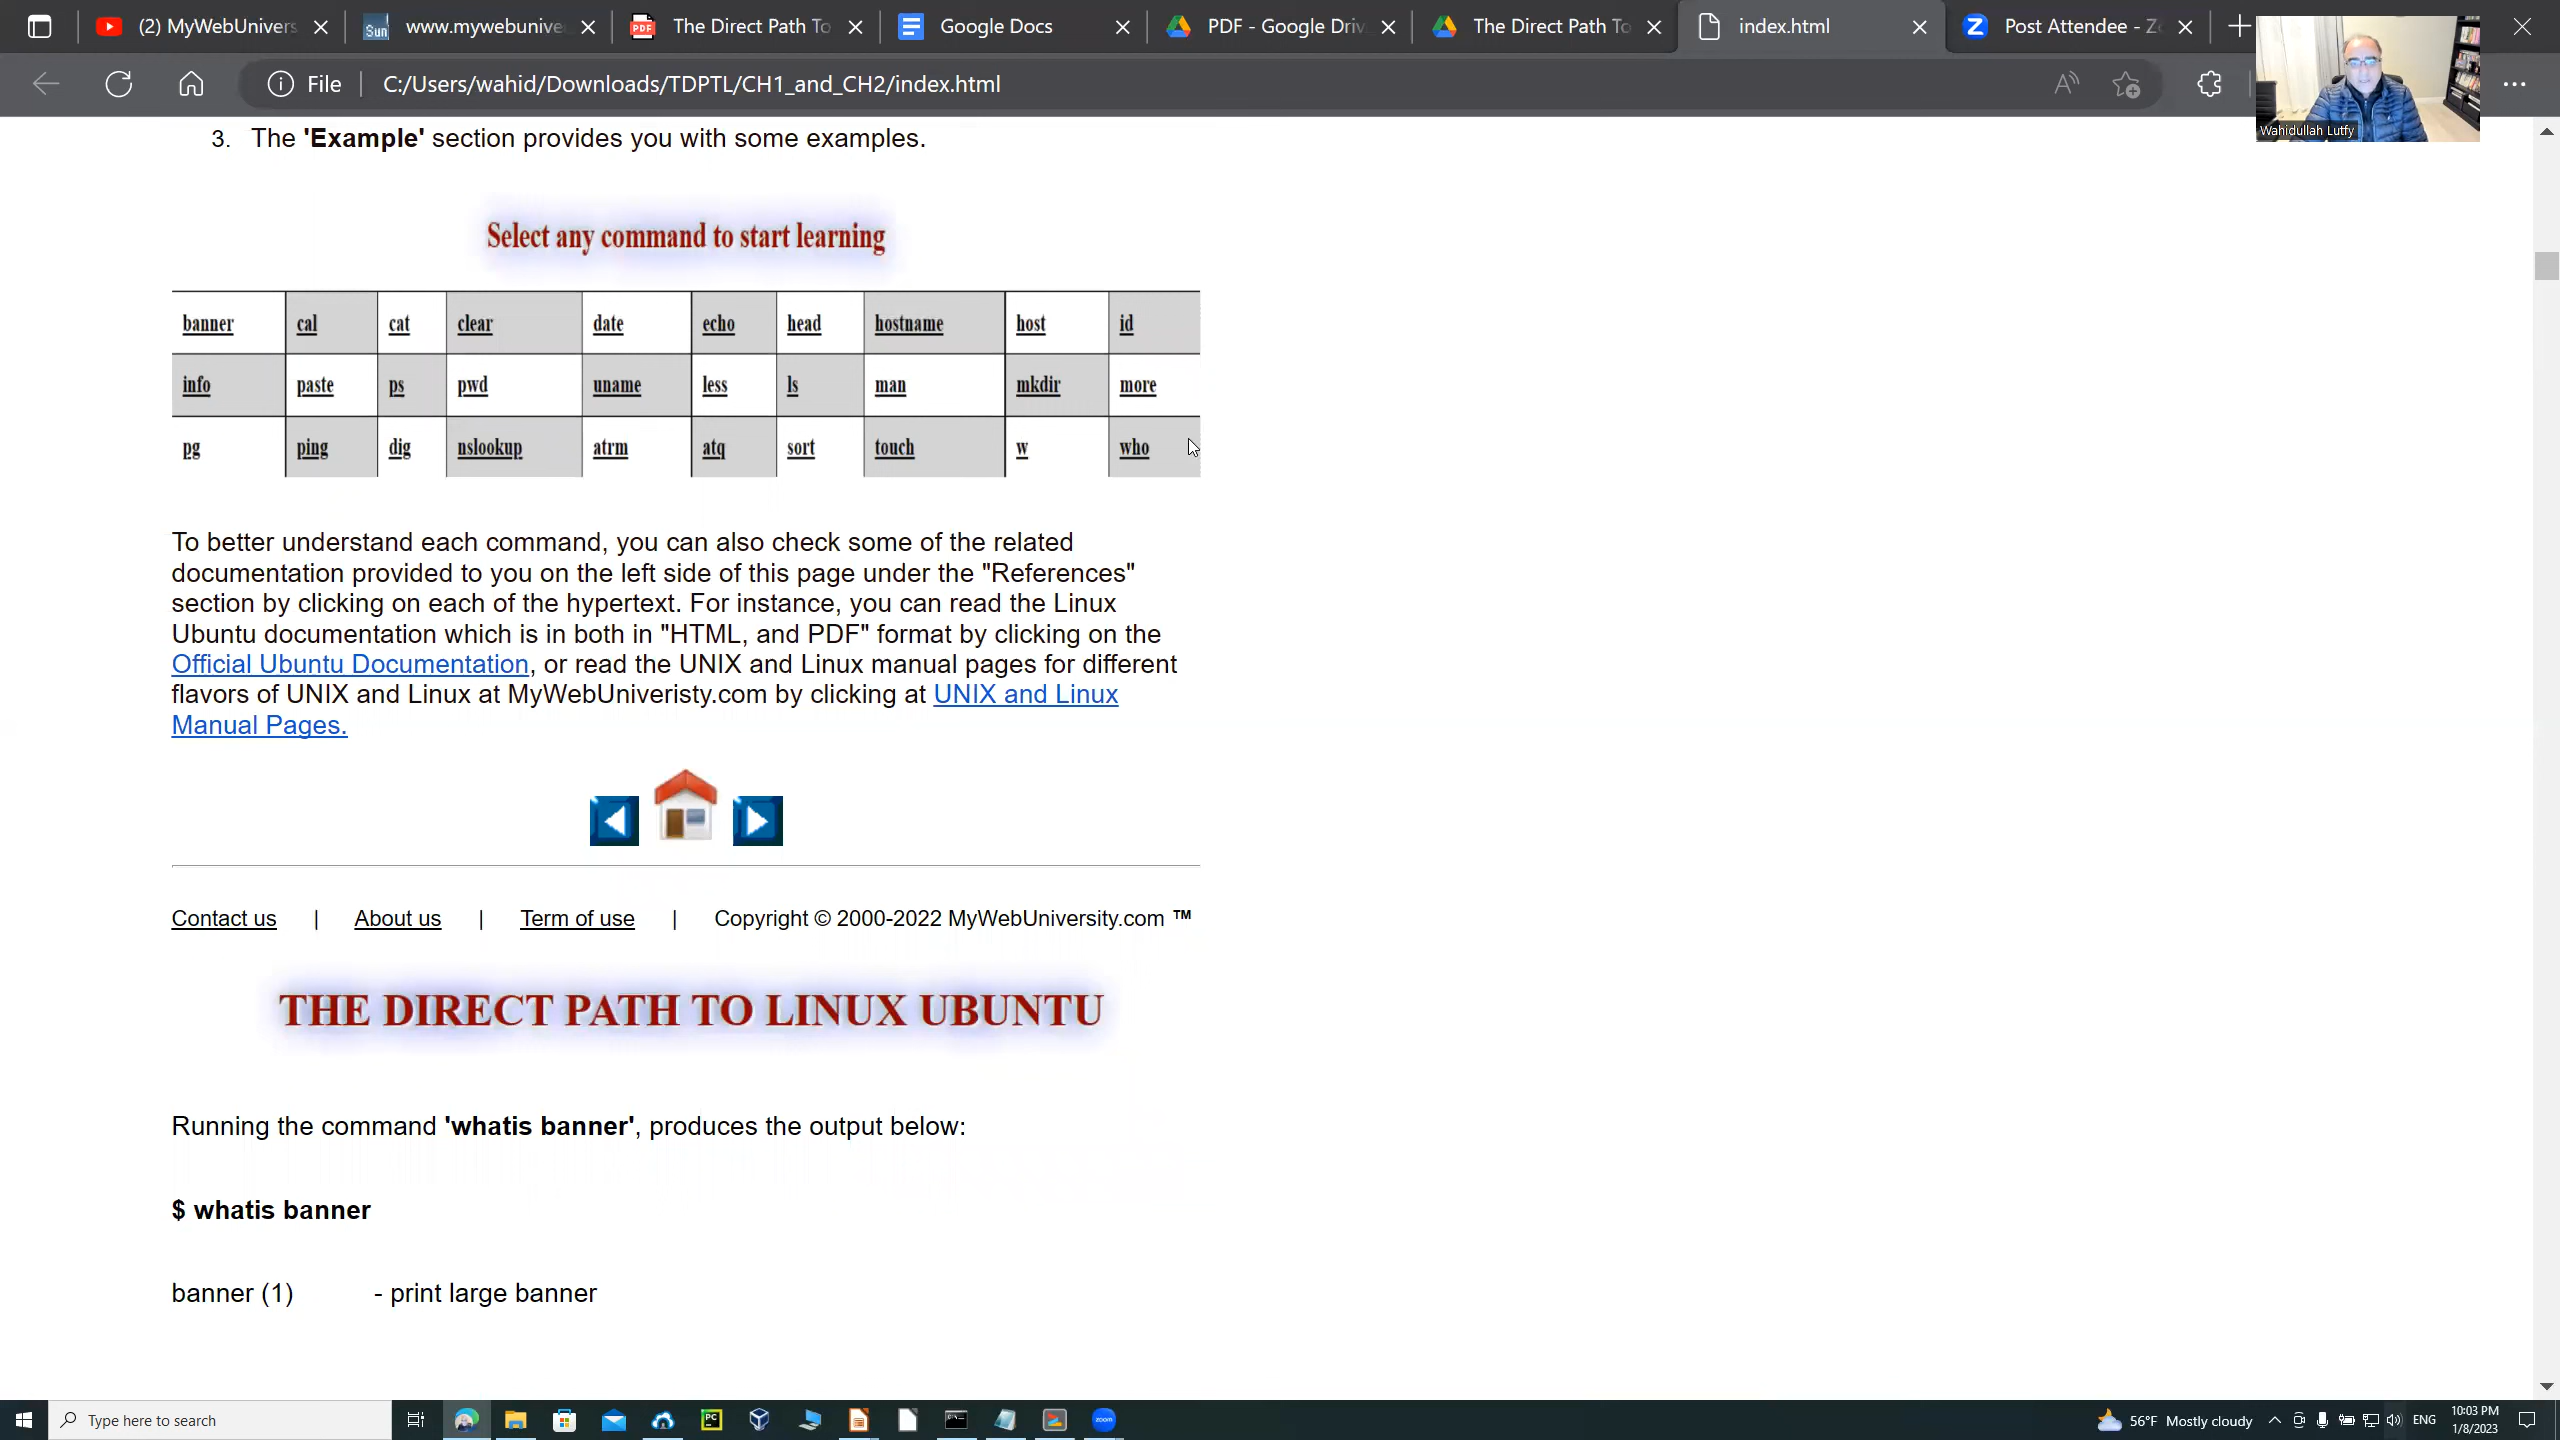 (2) MyWebUnivers
www.mywebunive
The Direct Path To
Google Docs
PDF - Google Driv
The Direct Path To
index.html
Post Attendee - Zo
File
C:/Users/wahid/Downloads/TDPTL/CH1_and_CH2/index.html
Wahidullah Lutfy
3. The 'Example' section provides you with some examples.
Select any command to start learning
banner cal cat clear date echo head hostname host id
info paste ps pwd uname less ls man mkdir more
pg ping dig nslookup atrm atq sort touch w who
To better understand each command, you can also check some of the related
documentation provided to you on the left side of this page under the "References"
section by clicking on each of the hypertext. For instance, you can read the Linux
Ubuntu documentation which is in both in "HTML, and PDF" format by clicking on the
Official Ubuntu Documentation, or read the UNIX and Linux manual pages for different
flavors of UNIX and Linux at MyWebUniveristy.com by clicking at UNIX and Linux
Manual Pages.
Contact us | About us | Term of use | Copyright © 2000-2022 MyWebUniversity.com ™
THE DIRECT PATH TO LINUX UBUNTU
Running the command 'whatis banner', produces the output below:
$ whatis banner
banner (1) - print large banner
Type here to search
56°F Mostly cloudy
ENG
10:03 PM
1/8/2023